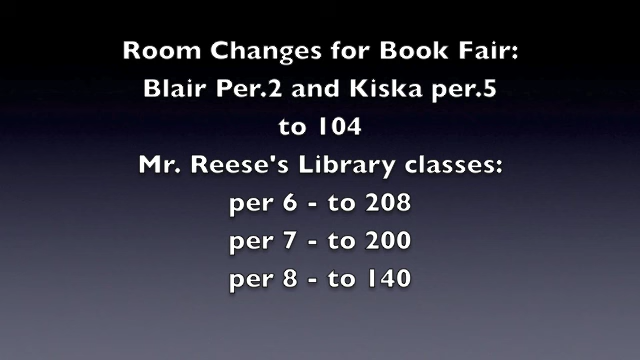 Room Changes for Book Fair:
Blair Per.2 and Kiska per.5
to 104
Mr. Reese's Library classes:
per 6 - to 208
per 7 - to 200
per 8 - to 140